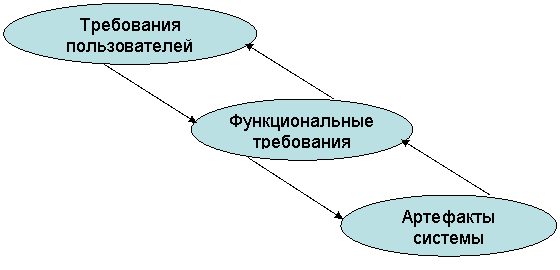 Требования
пользователей
Функциональные
требования
Артефакты
системы